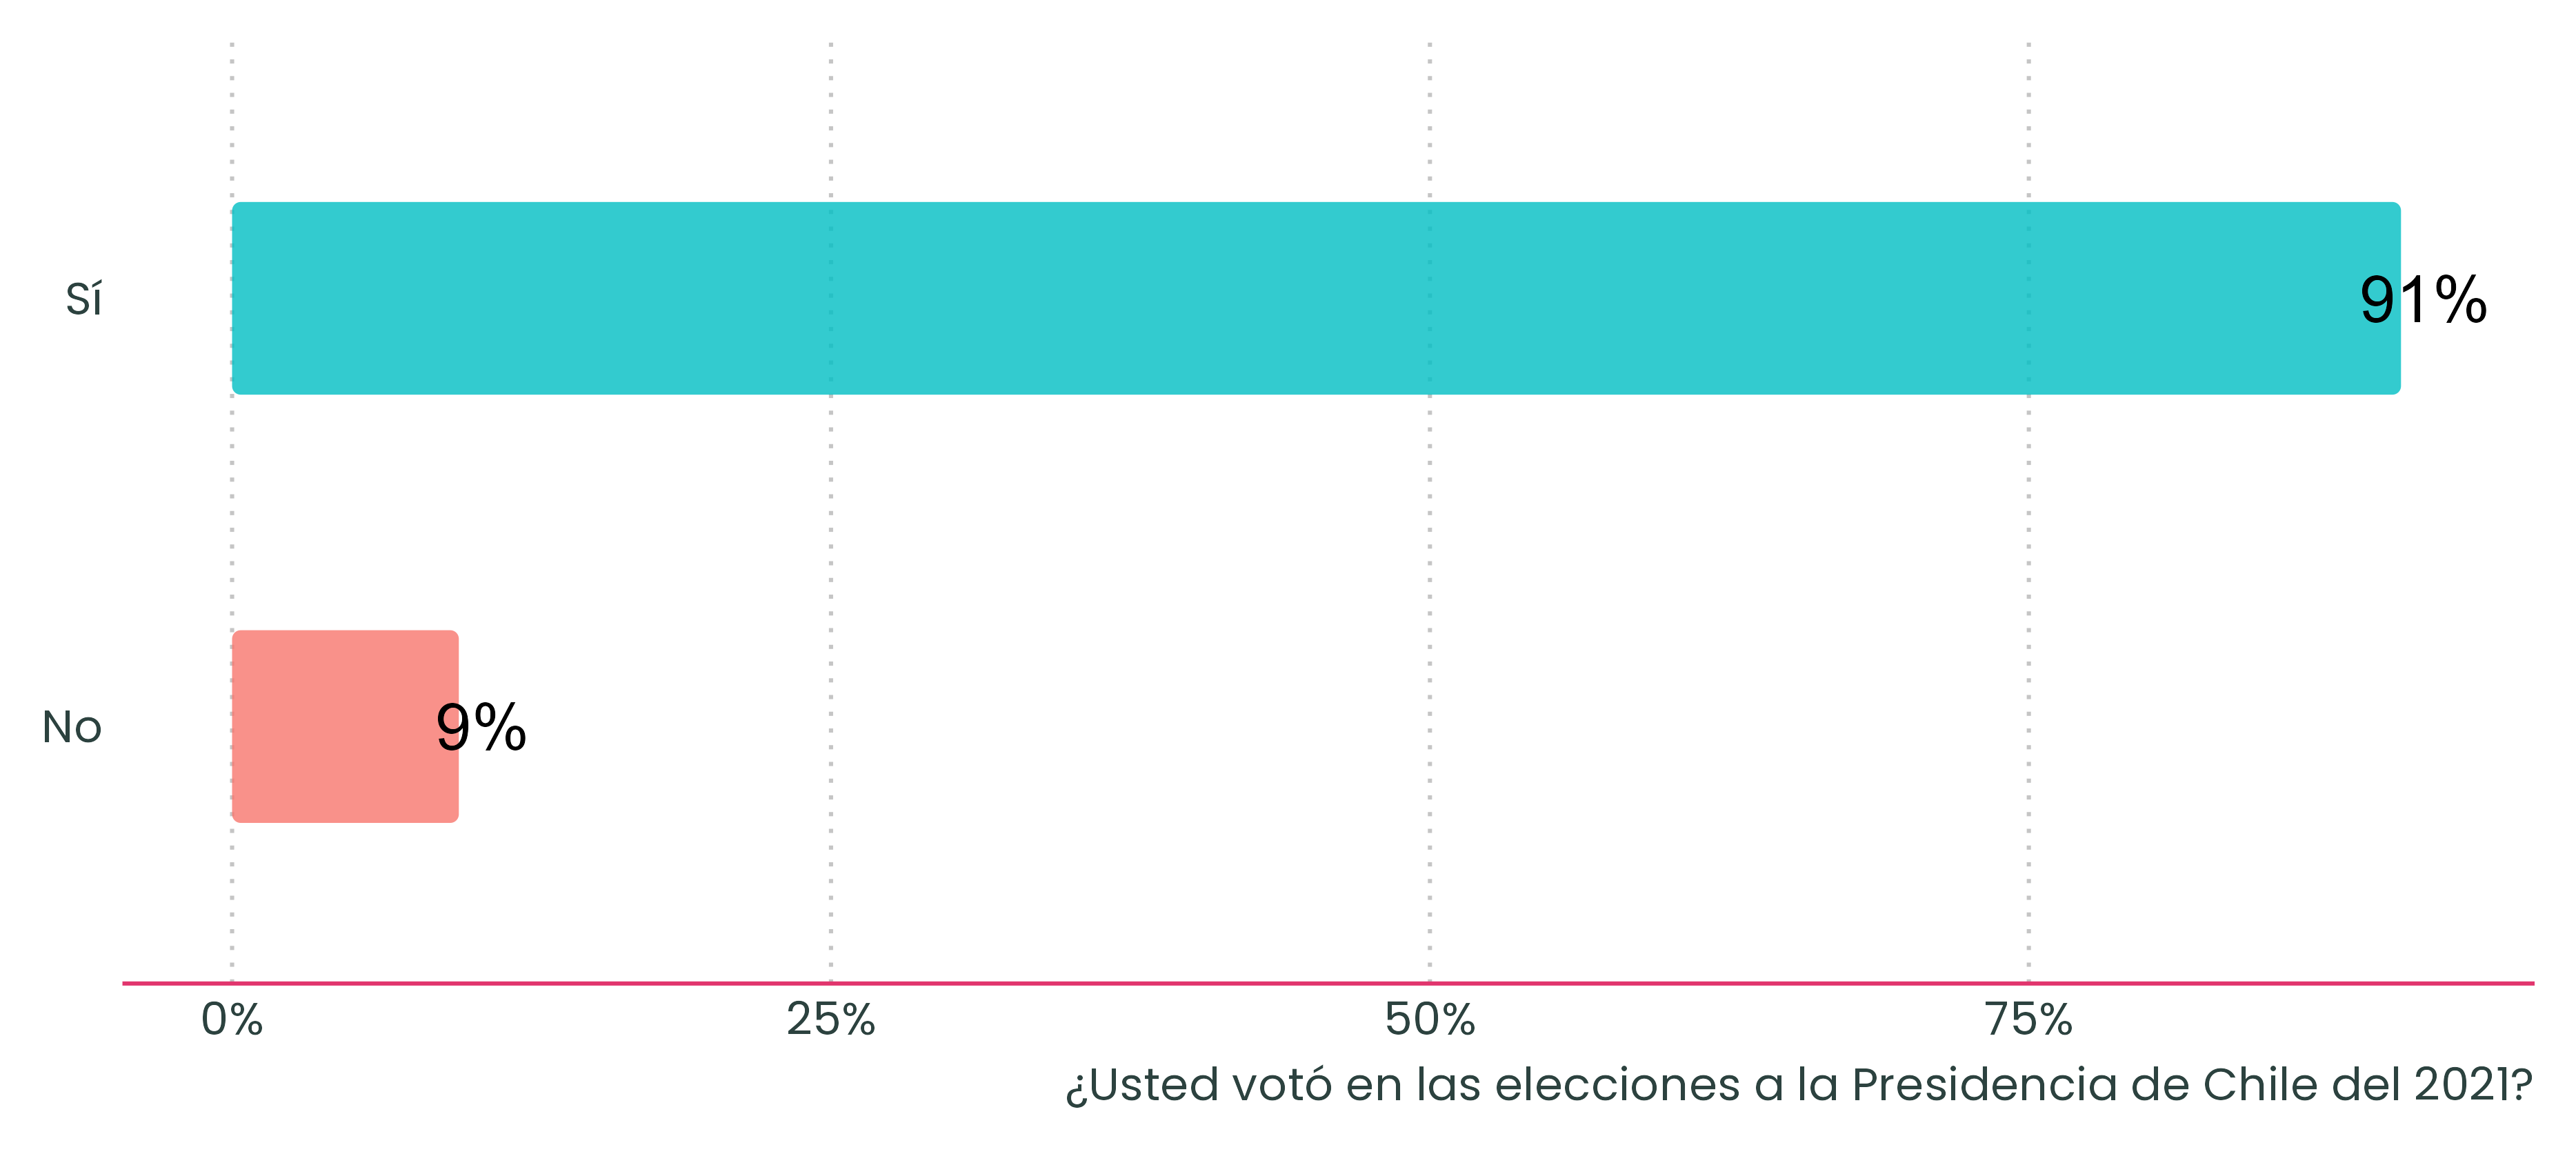 Sí
91%
No
9%
0% 25% 50% 75%
¿Usted votó en las elecciones a la Presidencia de Chile del 2021?